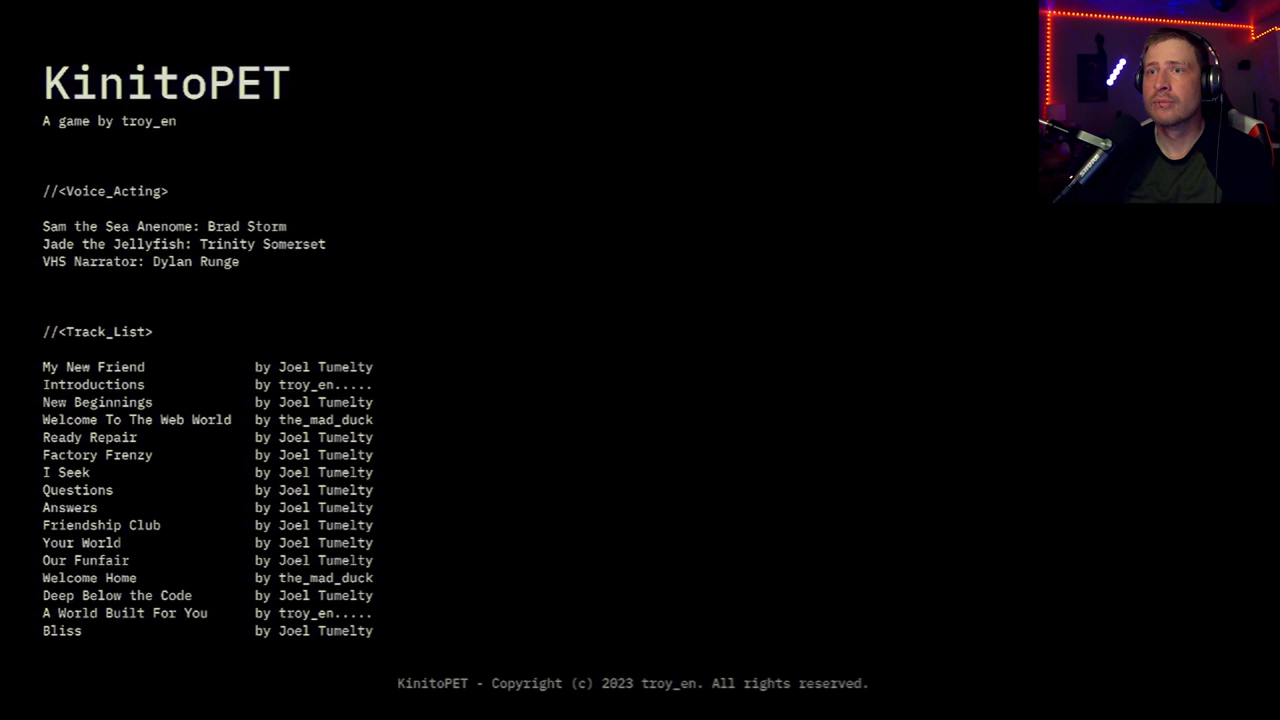 KinitoPET
A game by troy_en
//<Voice_Acting>
Sam the Sea Anenome: Brad Storm
Jade the Jellyfish: Trinity Somerset
VHS Narrator: Dylan Runge
//<Track_List>
My New Friend by Joel Tumelty
Introductions by troy_en.....
New Beginnings by Joel Tumelty
Welcome To The Web World by the_mad_duck
Ready Repair by Joel Tumelty
Factory Frenzy by Joel Tumelty
I Seek by Joel Tumelty
Questions by Joel Tumelty
Answers by Joel Tumelty
Friendship Club by Joel Tumelty
Your World by Joel Tumelty
Our Funfair by Joel Tumelty
Welcome Home by the_mad_duck
Deep Below the Code by Joel Tumelty
A World Built For You by troy_en.....
Bliss by Joel Tumelty
KinitoPET - Copyright (c) 2023 troy_en. All rights reserved.
SHURE